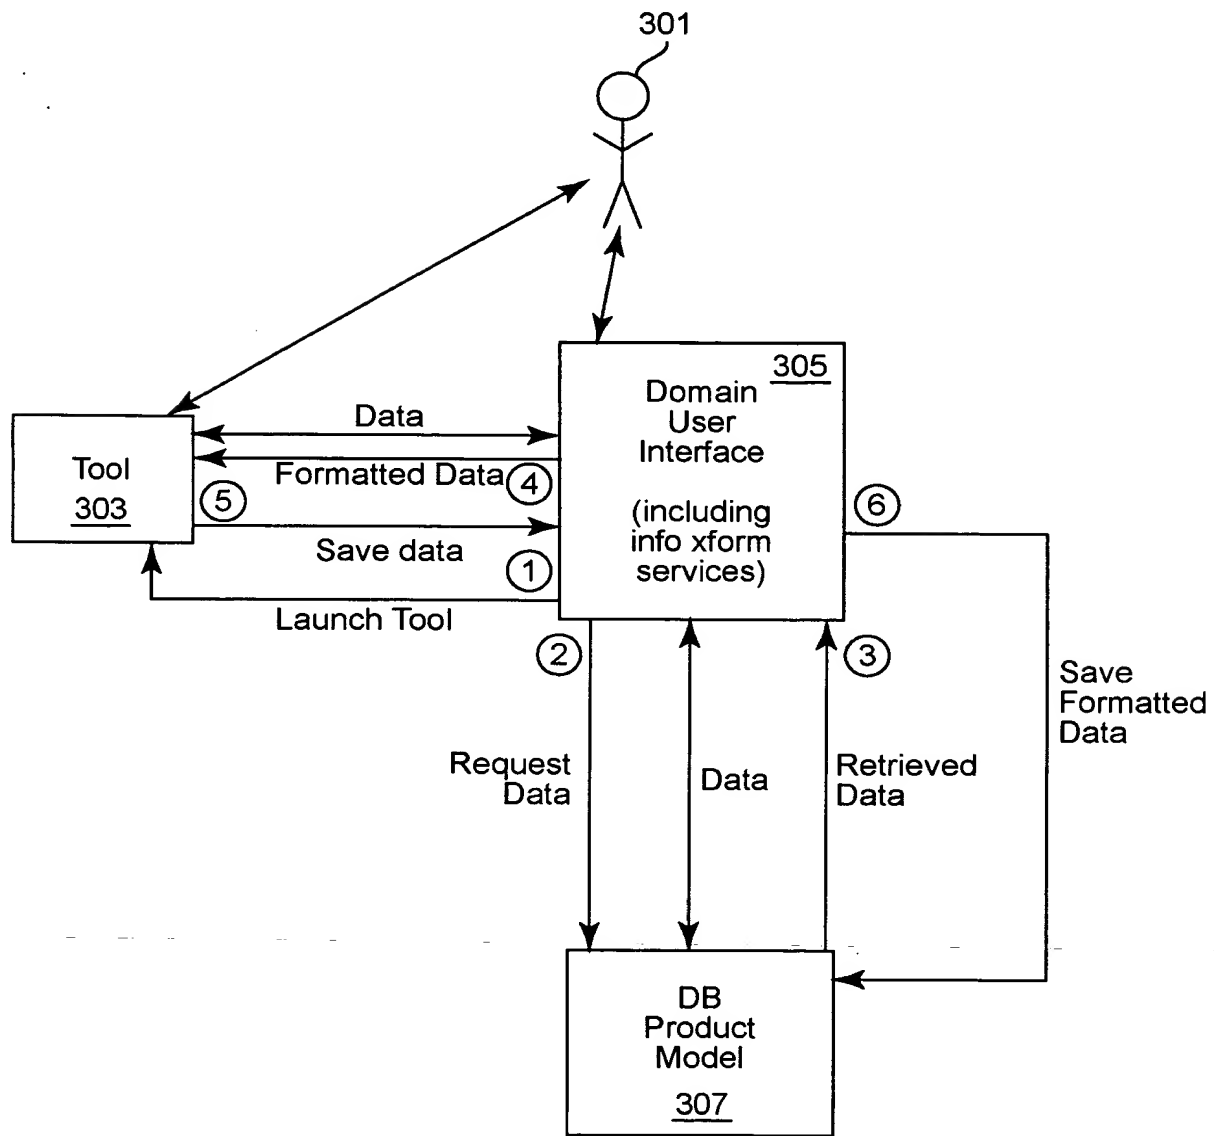 301
305
Domain
User
Interface
(including
info xform
services)
Data
Formatted Data
4
Tool
303
5
Save data
1
Launch Tool
6
2
3
Save
Formatted
Data
Request
Data
Data
Retrieved
Data
DB
Product
Model
307